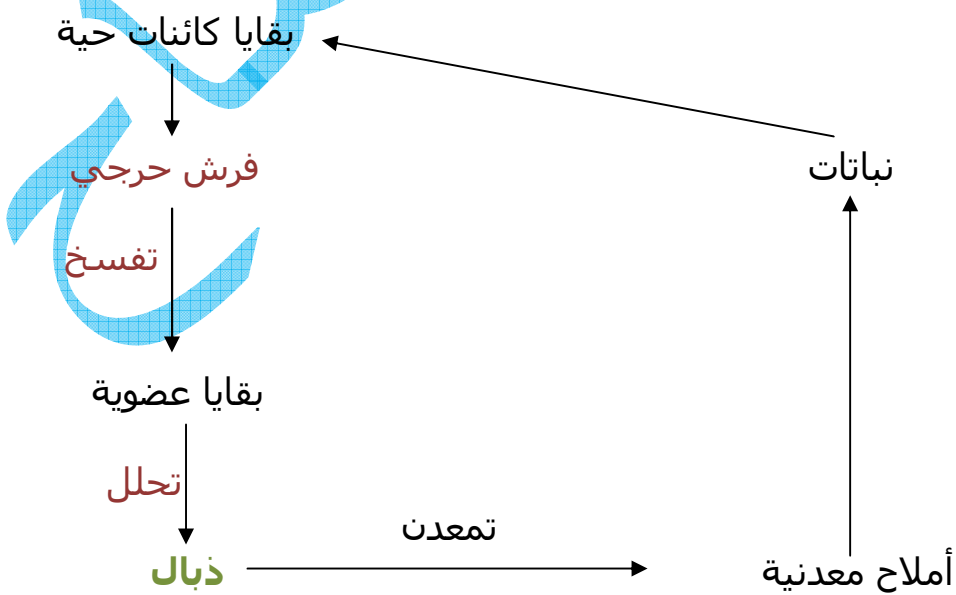 بقايا كائنات حية
نباتات
فرش حرجي
تفسخ
بقايا عضوية
تحلل
تمعدن
ذبال
أملاح معدنية